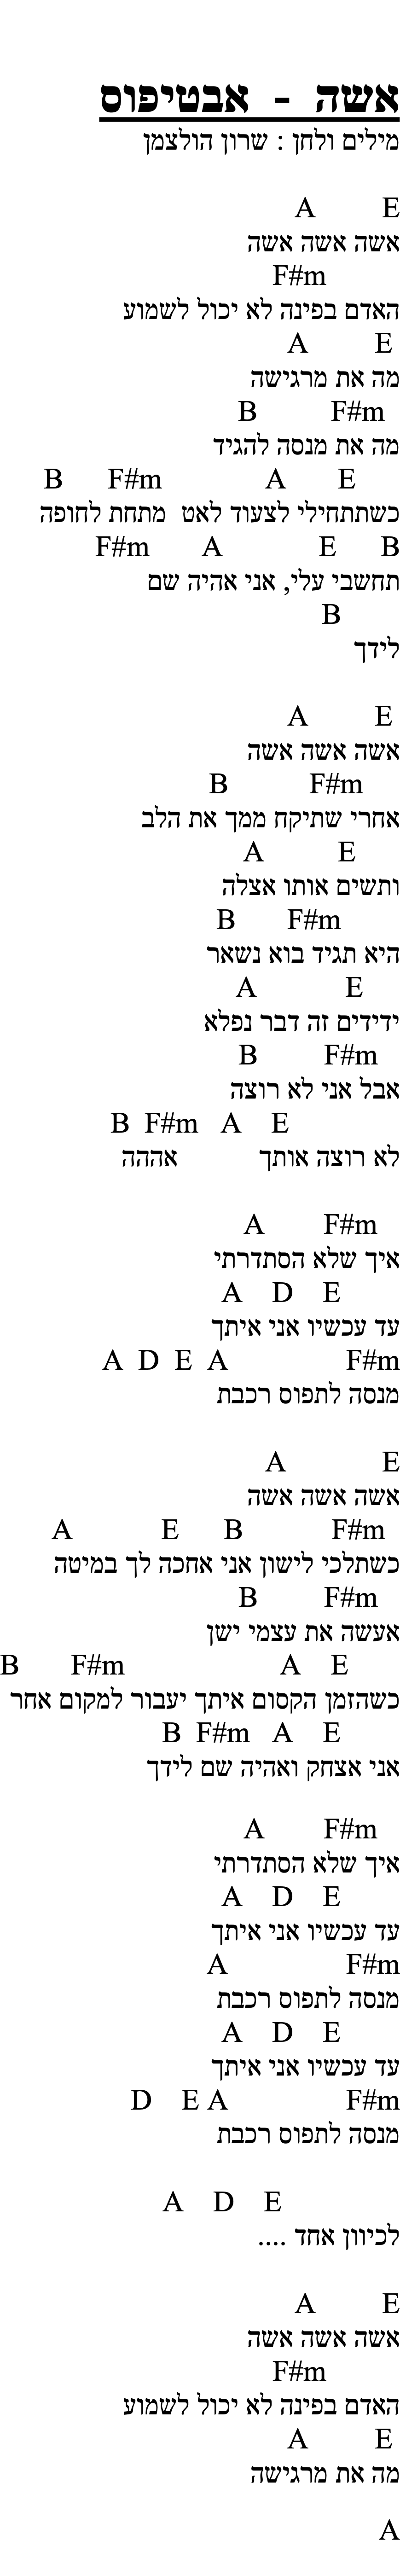 אשה - אבטיפוס
מילים ולחן : שרון הולצמן
A E
אשה אשה אשה
F#m
האדם בפינה לא יכול לשמוע
A E
מה את מרגישה
B F#m
מה את מנסה להגיד
B F#m A E
כשתתחילי לצעוד לאט מתחת לחופה
F#m A E B
תחשבי עלי, אני אהיה שם
B
לידך
A E
אשה אשה אשה
B F#m
אחרי שתיקח ממך את הלב
A E
ותשים אותו אצלה
B F#m
היא תגיד בוא נשאר
A E
ידידים זה דבר נפלא
B F#m
אבל אני לא רוצה
B F#m A E
לא רוצה אותך אההה
A F#m
איך שלא הסתדרתי
A D E
עד עכשיו אני איתך
A D E A F#m
מנסה לתפוס רכבת
A E
אשה אשה אשה
A E B F#m
כשתלכי לישון אני אחכה לך במיטה
B F#m
אעשה את עצמי ישן
B F#m A E
כשהזמן הקסום איתך יעבור למקום אחר
B F#m A E
אני אצחק ואהיה שם לידך
A F#m
איך שלא הסתדרתי
A D E
עד עכשיו אני איתך
A F#m
מנסה לתפוס רכבת
A D E
עד עכשיו אני איתך
D E A F#m
מנסה לתפוס רכבת
A D E
לכיוון אחד ....
A E
אשה אשה אשה
F#m
האדם בפינה לא יכול לשמוע
A E
מה את מרגישה
A